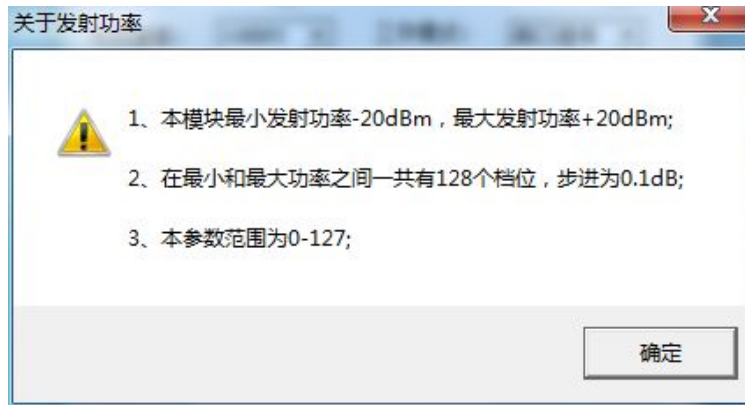 关于发射功率
1、本模块最小发射功率-20dBm，最大发射功率+20dBm;
2、在最小和最大功率之间一共有128个档位，步进为0.1dB;
3、本参数范围为0-127;
确定